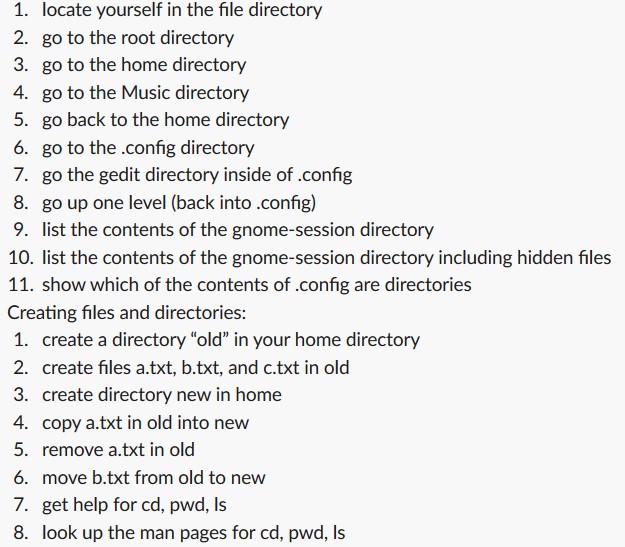 1. locate yourself in the file directory
2. go to the root directory
3. go to the home directory
4. go to the Music directory
5. go back to the home directory
6. go to the .config directory
7. go the gedit directory inside of .config
8. go up one level (back into .config)
9. list the contents of the gnome-session directory
10. list the contents of the gnome-session directory including hidden files
11. show which of the contents of .config are directories
Creating files and directories:
1. create a directory “old” in your home directory
2. create files a.txt, b.txt, and c.txt in old
3. create directory new in home
4. copy a.txt in old into new
5. remove a.txt in old
6. move b.txt from old to new
7. get help for cd, pwd, ls
8. look up the man pages for cd, pwd, ls